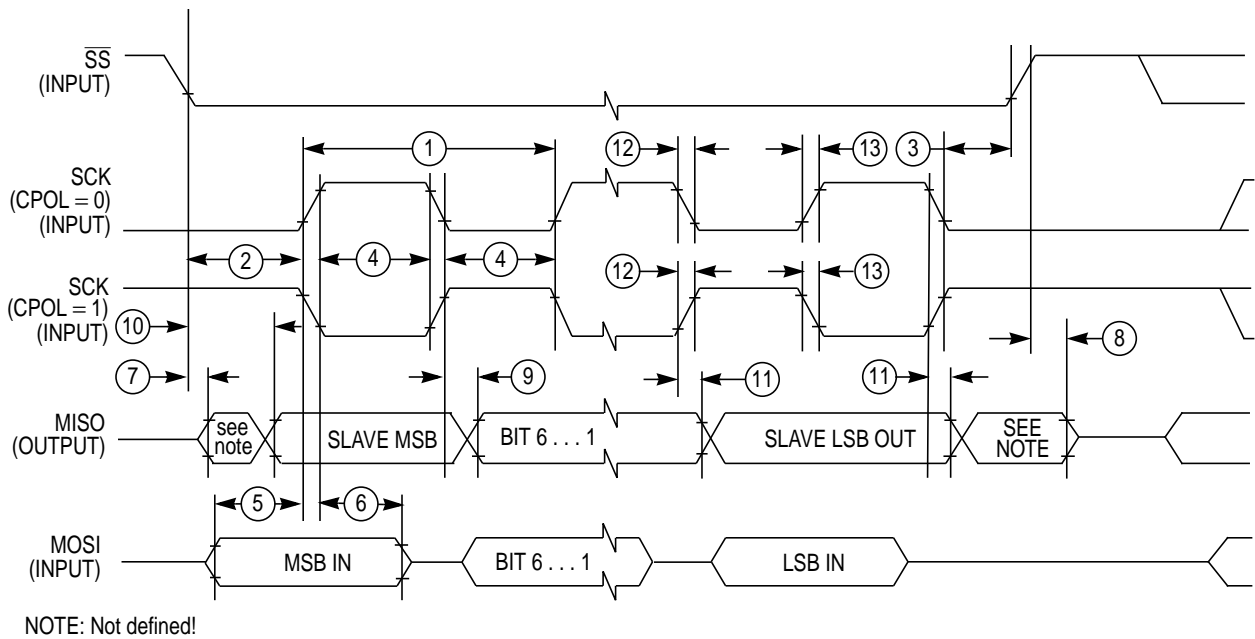 SS
(INPUT)
1
12
13
3
SCK
(CPOL = 0)
(INPUT)
2
4
4
12
13
SCK
(CPOL = 1)
(INPUT)
10
8
7
9
11
11
MISO
(OUTPUT)
see
note
SLAVE MSB
BIT 6 . . . 1
SLAVE LSB OUT
SEE
NOTE
5
6
MOSI
(INPUT)
MSB IN
BIT 6 . . . 1
LSB IN
NOTE: Not defined!